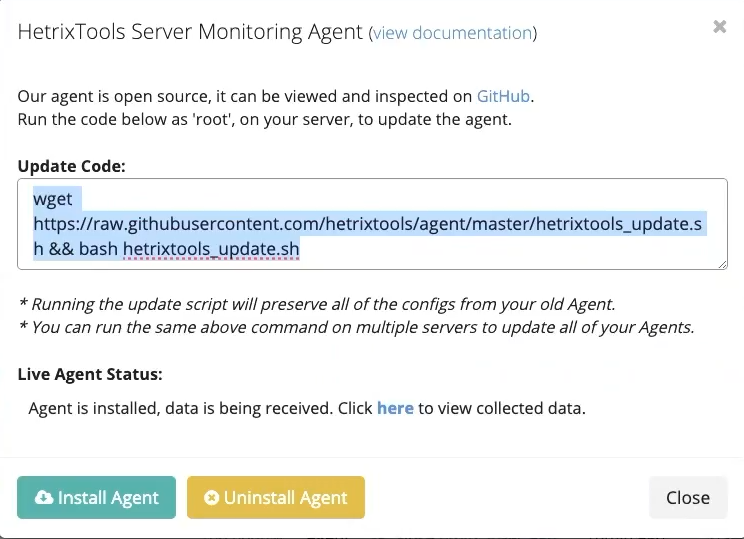 HetrixTools Server Monitoring Agent (view documentation)
×
Our agent is open source, it can be viewed and inspected on GitHub.
Run the code below as 'root', on your server, to update the agent.
Update Code:
wget
https://raw.githubusercontent.com/hetrixtools/agent/master/hetrixtools_update.s
h && bash hetrixtools_update.sh
* Running the update script will preserve all of the configs from your old Agent.
* You can run the same above command on multiple servers to update all of your Agents.
Live Agent Status:
Agent is installed, data is being received. Click here to view collected data.
Install Agent
Uninstall Agent
Close